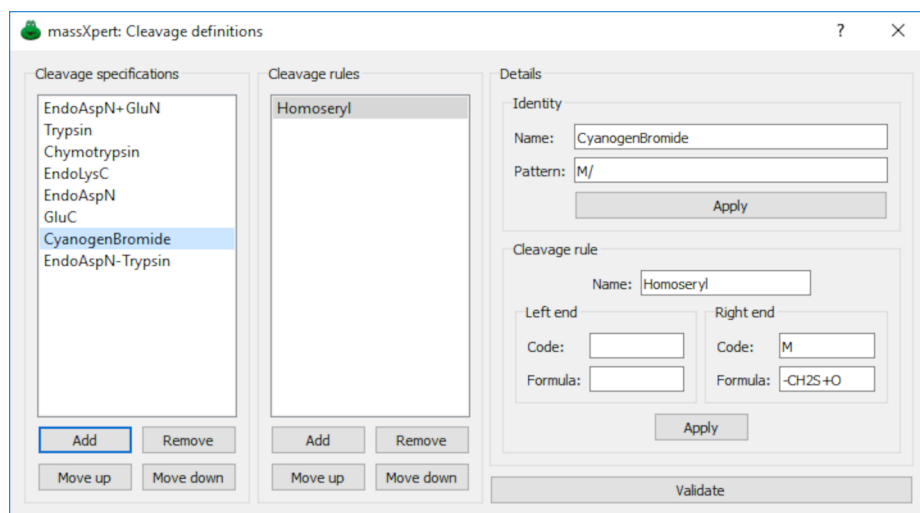 massXpert: Cleavage definitions
Cleavage specifications
EndoAspN+GluN
Trypsin
Chymotrypsin
EndoLysC
EndoAspN
GluC
CyanogenBromide
EndoAspN-Trypsin
Add Remove
Move up Move down
Cleavage rules
Homoseryl
Add Remove
Move up Move down
Details
Identity
Name: CyanogenBromide
Pattern: M/
Apply
Cleavage rule
Name: Homoseryl
Left end
Code:
Formula:
Right end
Code: M
Formula: -CH2S+O
Apply
Validate